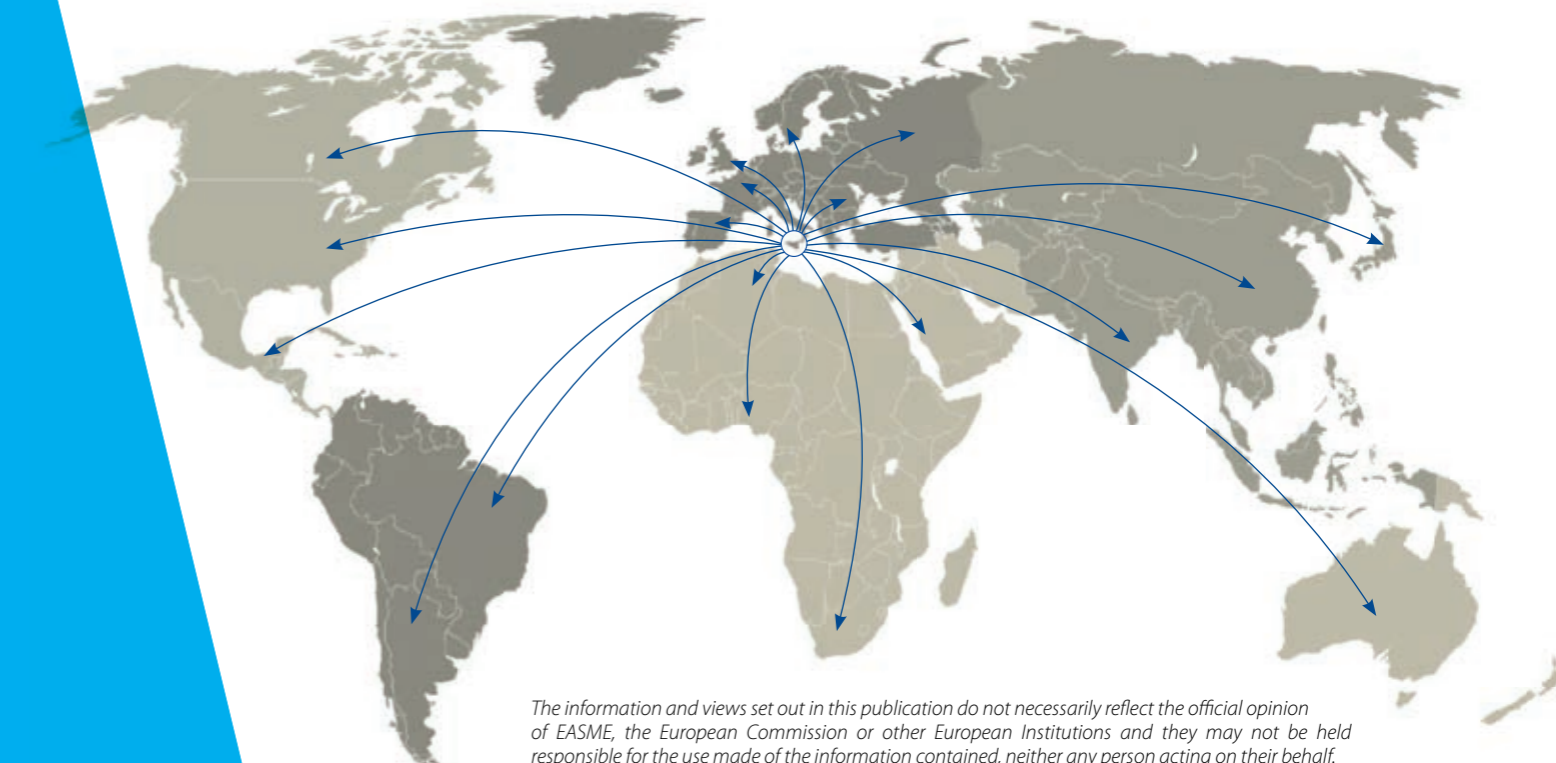 The information and views set out in this publication do not necessarily reflect the official opinion
of EASME, the European Commission or other European Institutions and they may not be held
responsible for the use made of the information contained, neither any person acting on their behalf.